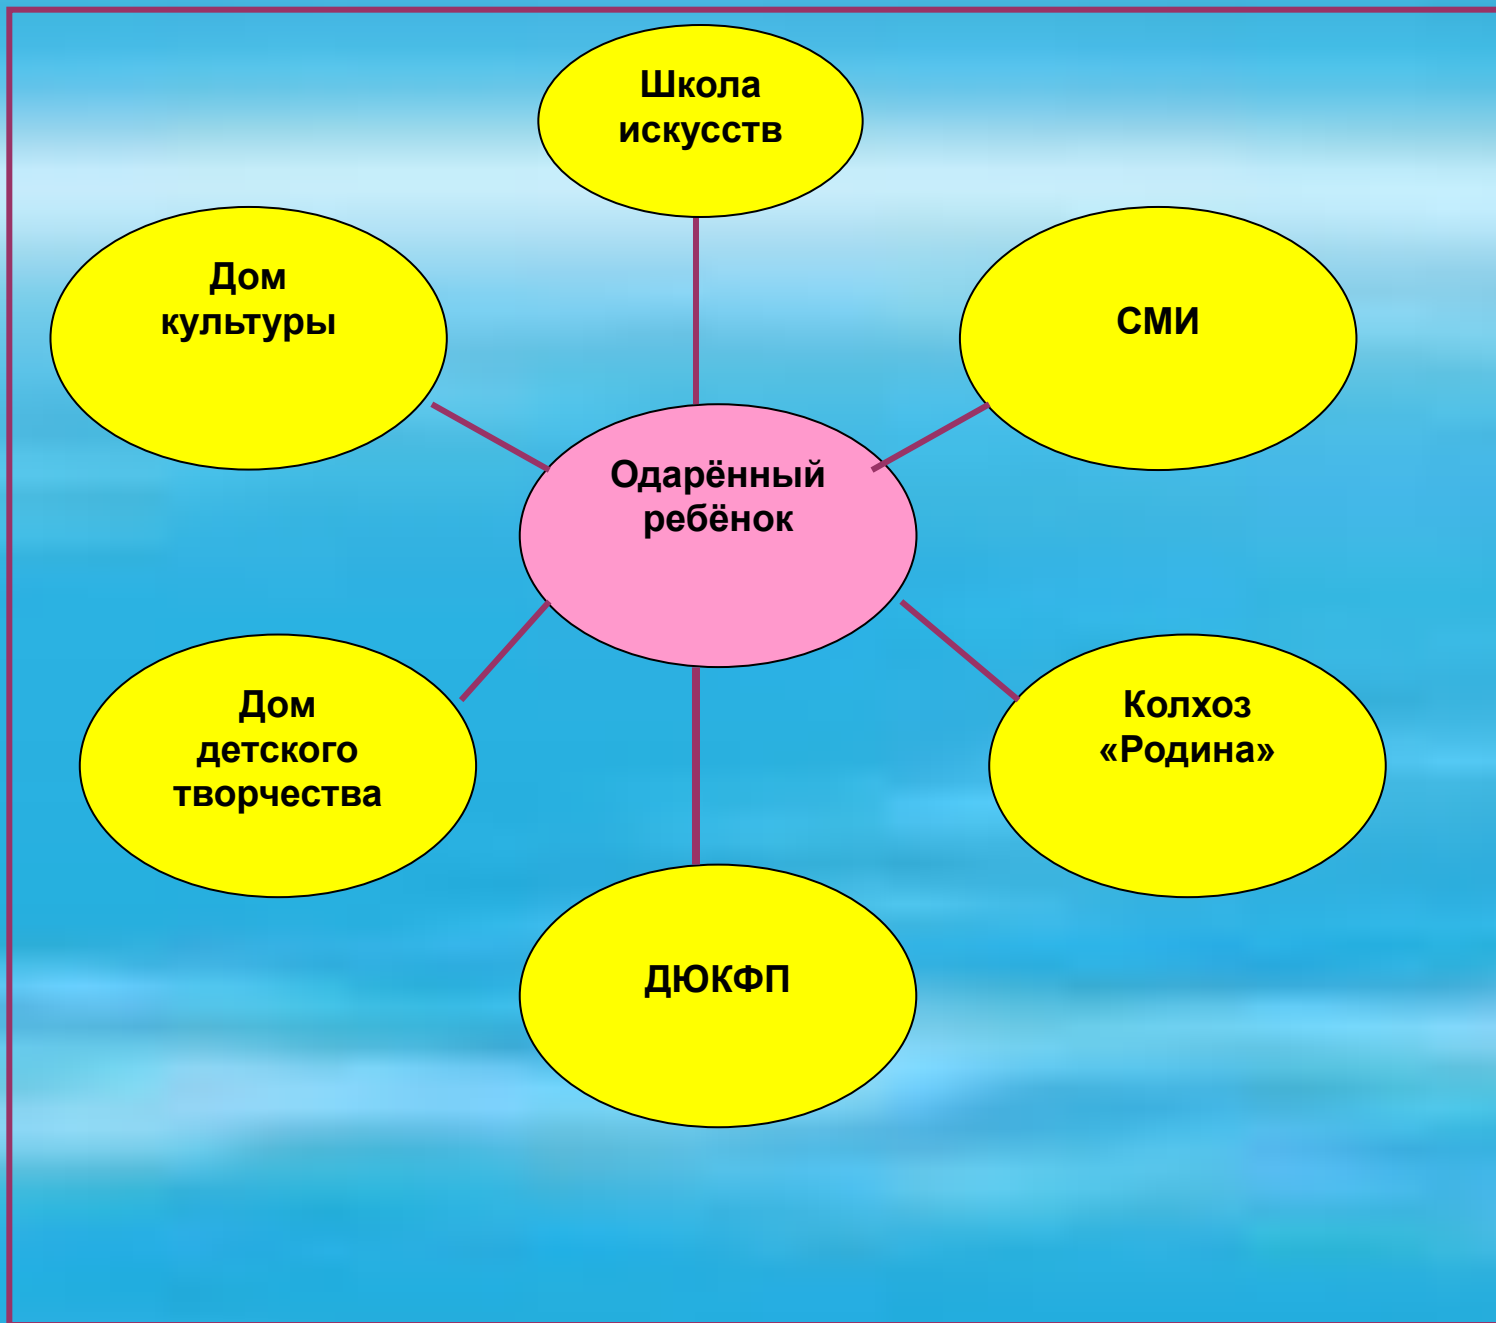 Школа
искусств
Дом
культуры
СМИ
Одарённый
ребёнок
Дом
детского
творчества
Колхоз
«Родина»
ДЮКФП